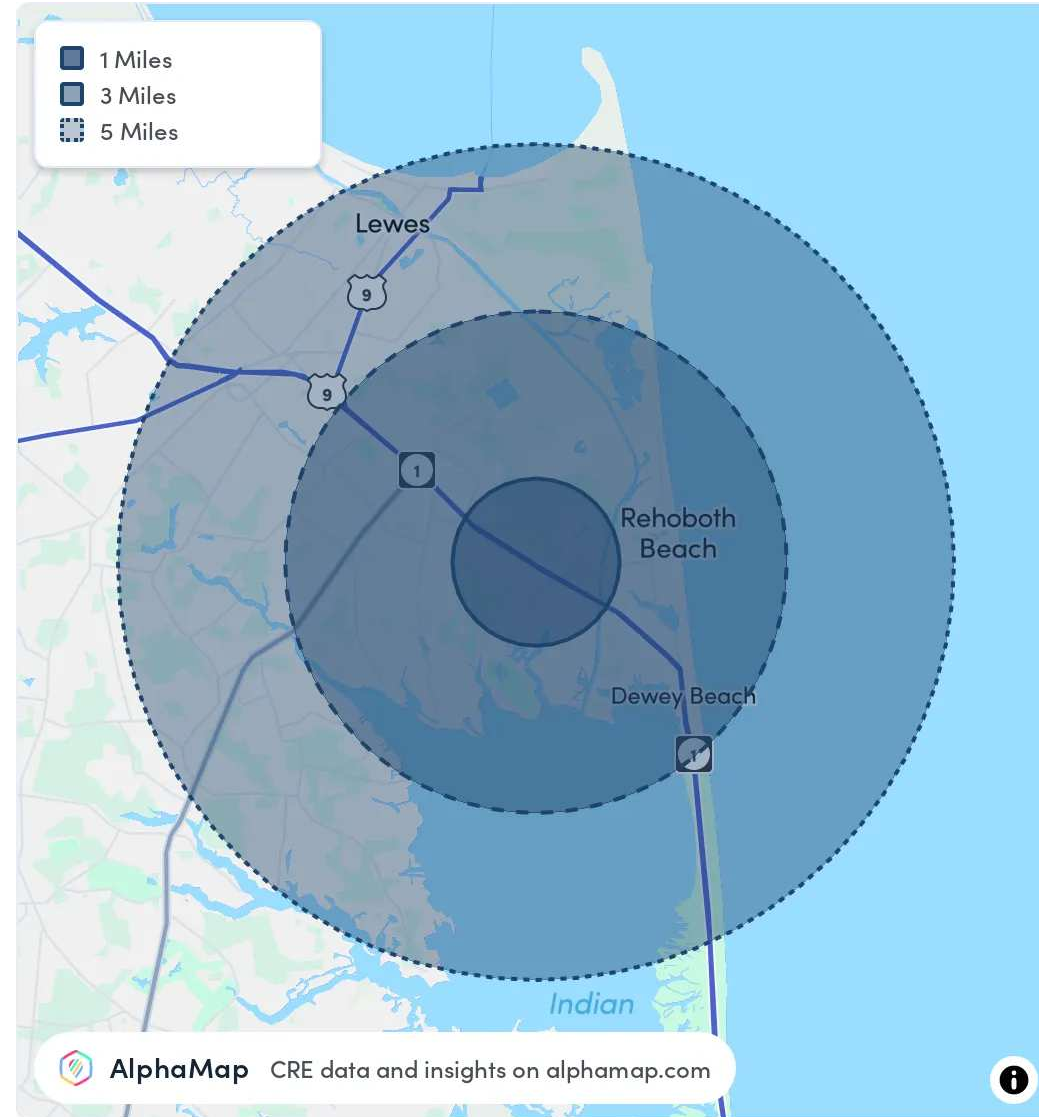 1 Miles
3 Miles
5 Miles
Lewes
9
9
1
Rehoboth
Beach
Dewey Beach
1
Indian
AlphaMap CRE data and insights on alphamap.com